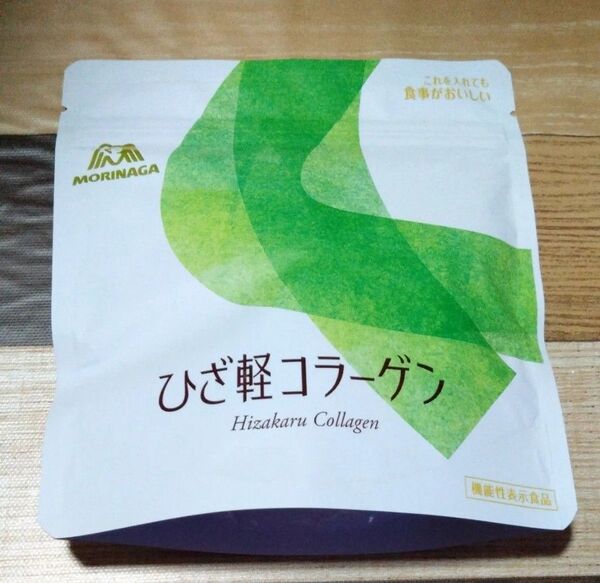 これを入れても
食事がおいしい
MORINAGA
ひざ軽コラーゲン
Hizakaru Collagen
機能性表示食品